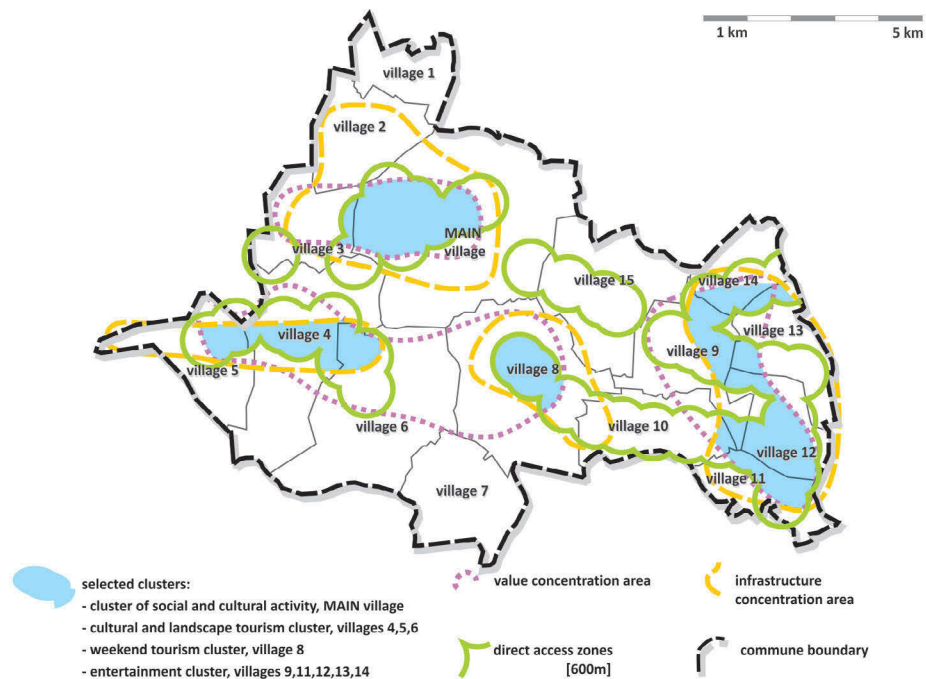 1 km 5 km
village 1
village 2
MAIN
village
village 3
village 15
village 14
village 13
village 4
village 9
village 5
village 8
village 6
village 10
village 12
village 11
village 7
selected clusters:
- cluster of social and cultural activity, MAIN village
- cultural and landscape tourism cluster, villages 4,5,6
- weekend tourism cluster, village 8
- entertainment cluster, villages 9,11,12,13,14
value concentration area
direct access zones
[600m]
infrastructure
concentration area
commune boundary